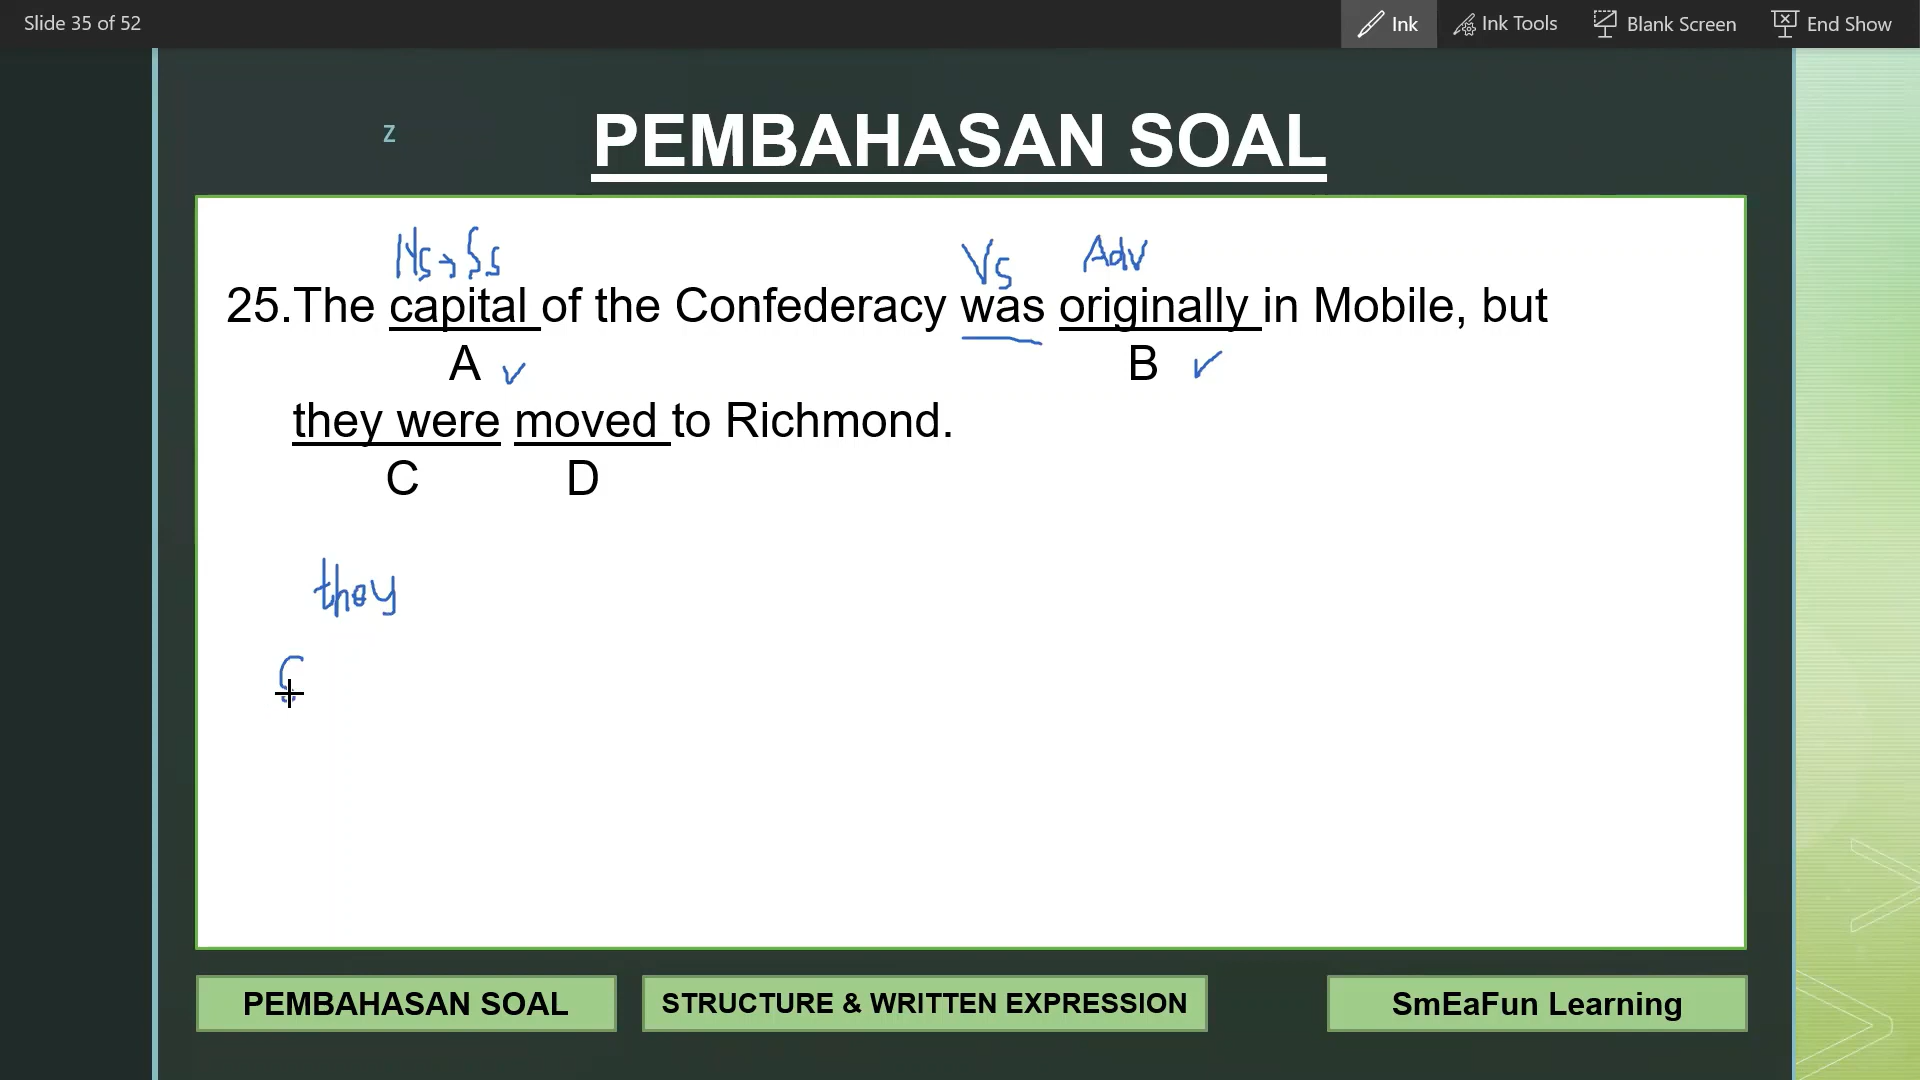 Slide 35 of 52
Ink
Ink Tools
Blank Screen
End Show
z
PEMBAHASAN SOAL
Ns → Ss
Vs
Adv
25.The capital of the Confederacy was originally in Mobile, but
A ✓
B ✓
they were moved to Richmond.
C
D
they
PEMBAHASAN SOAL
STRUCTURE & WRITTEN EXPRESSION
SmEaFun Learning